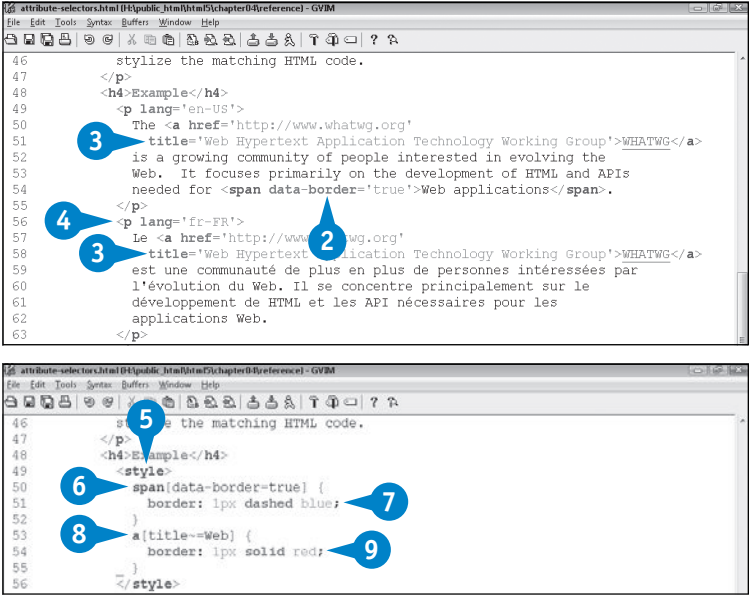 attribute-selectors.html (H:\public_html\html5\chapter04\reference) - GVIM
File Edit Tools Syntax Buffers Window Help
46 stylize the matching HTML code.
47 </p>
48 <h4>Example</h4>
49 <p lang='en-US'>
50 The <a href='http://www.whatwg.org'
51 3 title='Web Hypertext Application Technology Working Group'>WHATWG</a>
52 is a growing community of people interested in evolving the
53 Web.  It focuses primarily on the development of HTML and APIs
54 needed for <span data-border='true'>Web applications</span>.
55 </p>
56 4 <p lang='fr-FR'>
57 Le <a href='http://www. 2 wg.org'
58 3 title='Web Hypertext Application Technology Working Group'>WHATWG</a>
59 est une communauté de plus en plus de personnes intéressées par
60 l'évolution du Web. Il se concentre principalement sur le
61 développement de HTML et les API nécessaires pour les
62 applications Web.
63 </p>
attribute-selectors.html (H:\public_html\html5\chapter04\reference) - GVIM
File Edit Tools Syntax Buffers Window Help
46 5 the matching HTML code.
47 </p>
48 <h4>Example</h4>
49 <style>
50 6 span[data-border=true] {
51 border: 1px dashed blue; 7
52 }
53 8 a[title~=Web] {
54 border: 1px solid red; 9
55 _ }
56 </style>